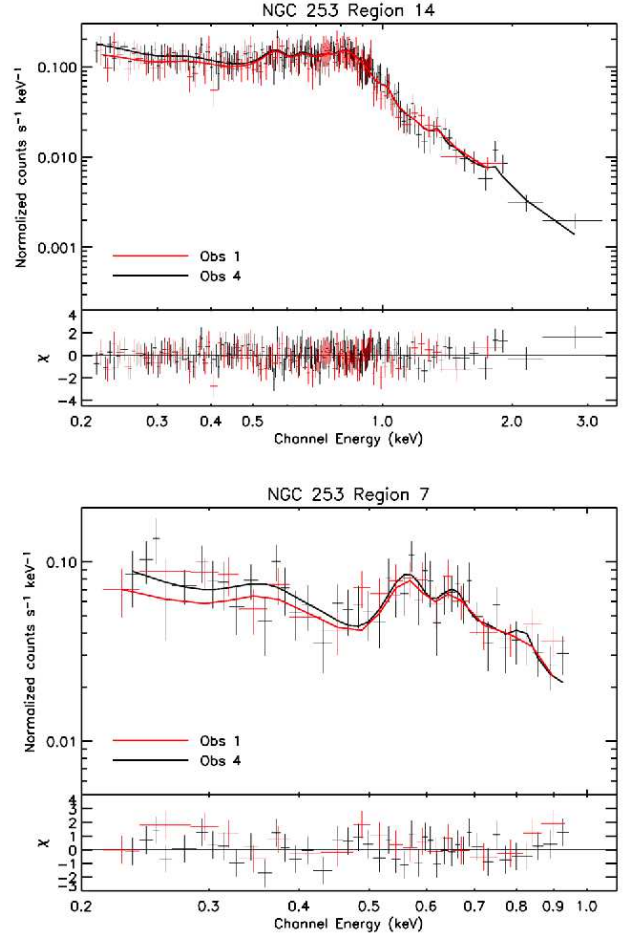 NGC 253 Region 14
Normalized counts s⁻¹ keV⁻¹
0.100
0.010
0.001
Obs 1
Obs 4
χ
4
2
0
−2
−4
0.2 0.3 0.4 0.5 1.0 2.0 3.0
Channel Energy (keV)
NGC 253 Region 7
Normalized counts s⁻¹ keV⁻¹
0.10
0.01
Obs 1
Obs 4
χ
4
3
2
1
0
−1
−2
−3
0.2 0.3 0.4 0.5 0.6 0.7 0.8 0.9 1.0
Channel Energy (keV)